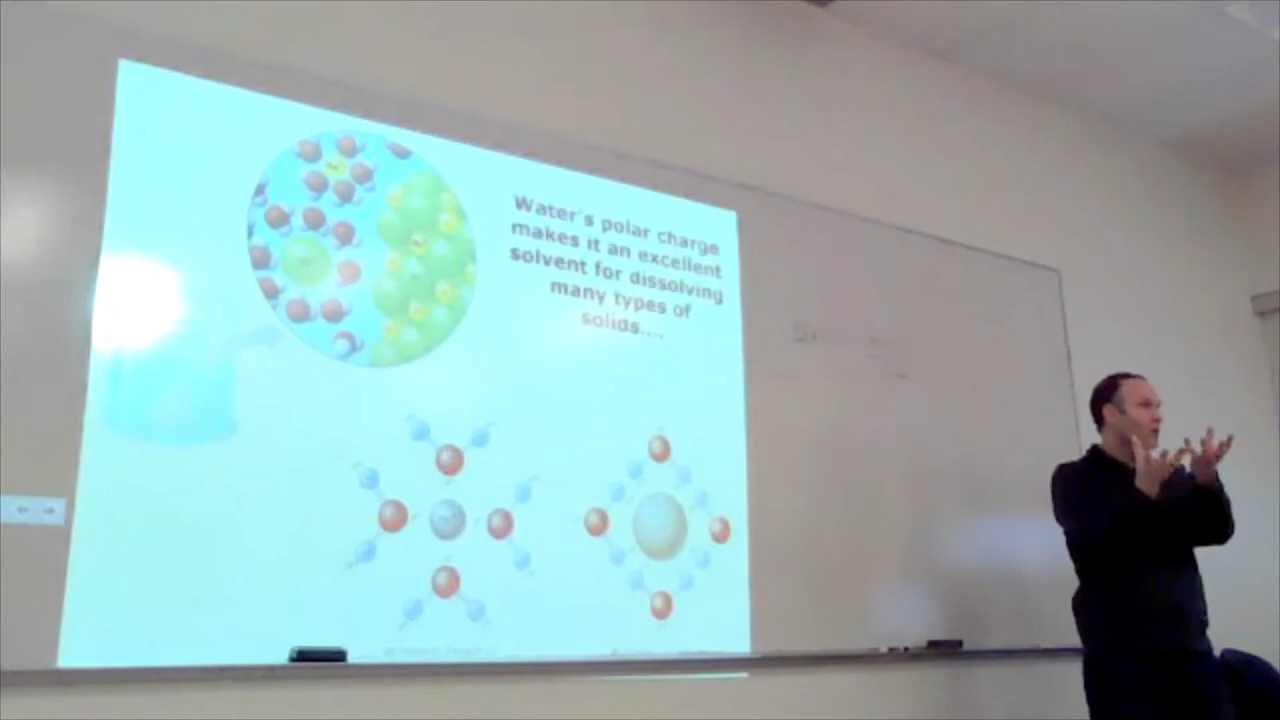 Water's polar charge
makes it an excellent
solvent for dissolving
many types of
solids....